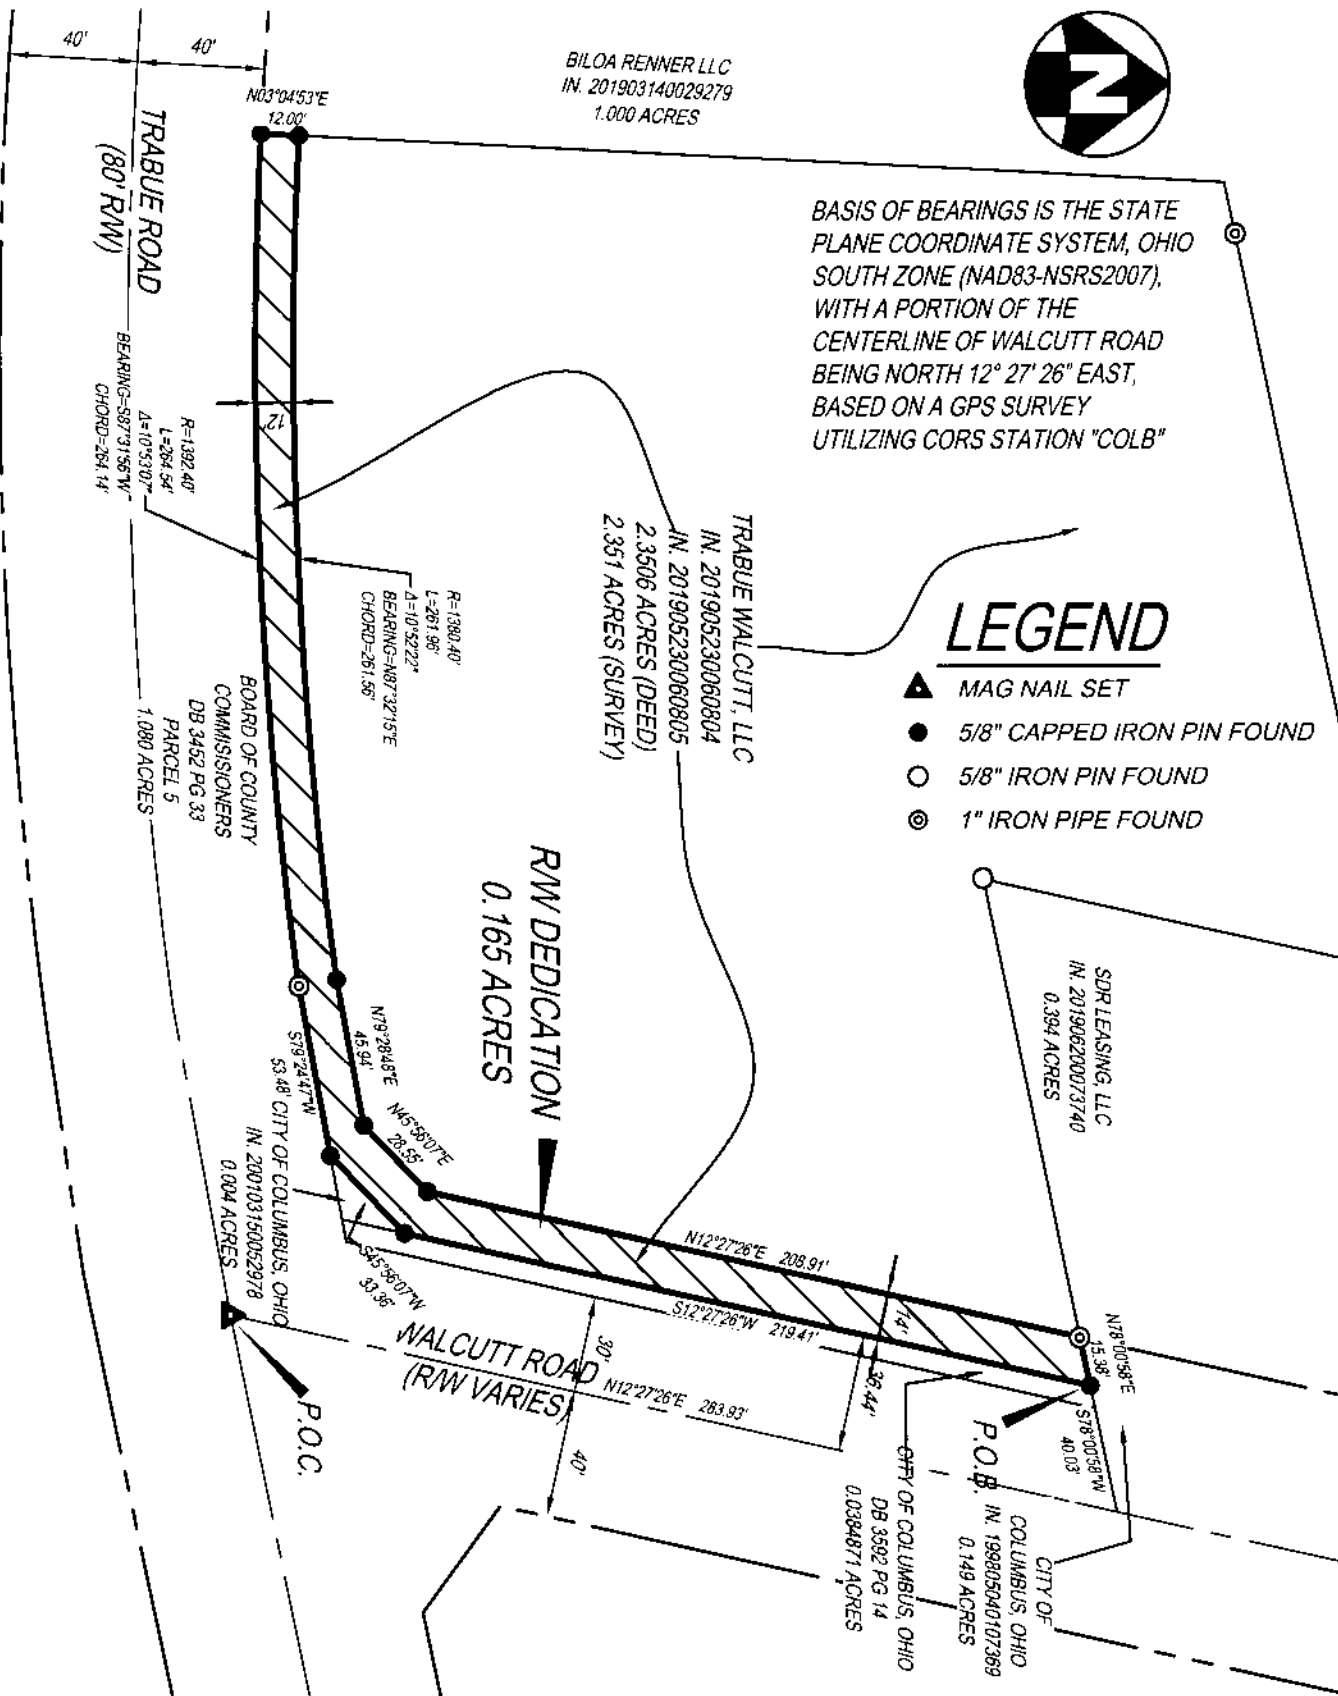 40'
40'
N03°04'53"E
12.00'
BILOA RENNER LLC
IN. 201903140029279
1.000 ACRES
N
TRABUE ROAD
(80' R/W)
BASIS OF BEARINGS IS THE STATE
PLANE COORDINATE SYSTEM, OHIO
SOUTH ZONE (NAD83-NSRS2007),
WITH A PORTION OF THE
CENTERLINE OF WALCUTT ROAD
BEING NORTH 12° 27' 26" EAST,
BASED ON A GPS SURVEY
UTILIZING CORS STATION "COLB"
12'
R=1392.40'
L=264.54'
Δ=10°53'07"
BEARING=S87°31'56"W
CHORD=264.14'
R=1380.40'
L=261.96'
Δ=10°52'22"
BEARING=N87°32'15"E
CHORD=261.56'
TRABUE WALCUTT, LLC
IN. 201905230060804
IN. 201905230060805
2.3506 ACRES (DEED)
2.351 ACRES (SURVEY)
LEGEND
MAG NAIL SET
5/8" CAPPED IRON PIN FOUND
5/8" IRON PIN FOUND
1" IRON PIPE FOUND
BOARD OF COUNTY
COMMISISIONERS
DB 3452 PG 33
PARCEL 5
1.080 ACRES
R/W DEDICATION
0.165 ACRES
SDR LEASING, LLC
IN. 201906200073740
0.394 ACRES
N79°28'48"E
45.94'
S79°24'47"W
53.48'
N45°56'07"E
28.55'
CITY OF COLUMBUS, OHIO
IN. 200103150052978
0.004 ACRES
S45°56'07"W
33.36'
N12°27'26"E 208.91'
S12°27'26"W 219.41'
14'
36.44'
30'
40'
WALCUTT ROAD
(R/W VARIES)
N12°27'26"E 283.93'
N78°00'58"E
15.38'
S78°00'58"W
40.03'
P.O.C.
P.O.B.
CITY OF COLUMBUS, OHIO
DB 3592 PG 14
0.0384871 ACRES
CITY OF
COLUMBUS, OHIO
IN. 199805040107369
0.149 ACRES